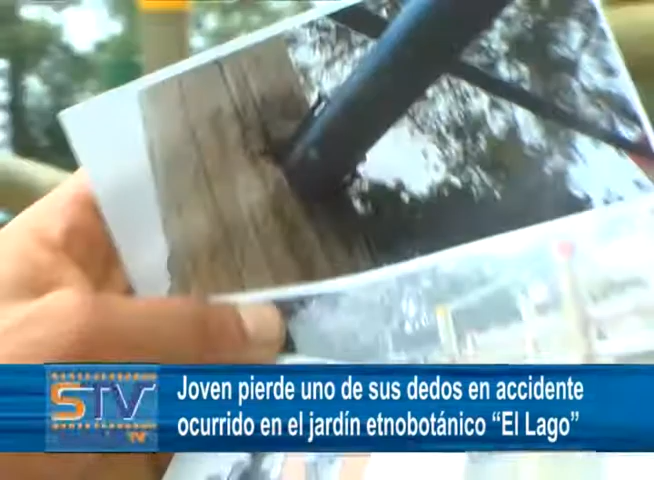 STV
Joven pierde uno de sus dedos en accidente
ocurrido en el jardín etnobotánico “El Lago”